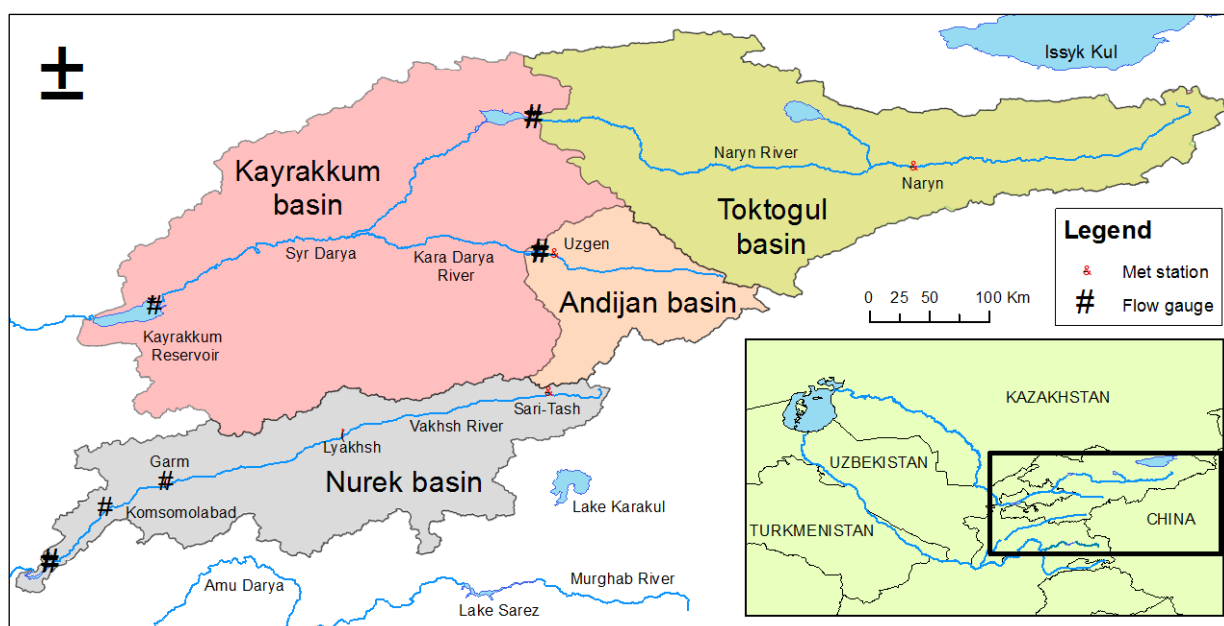 ±
Issyk Kul
#
Kayrakkum
basin
Naryn River
&
Naryn
Toktogul
basin
Uzgen
# &
Syr Darya
Kara Darya
River
Andijan basin
#
Kayrakkum
Reservoir
0 25 50 100 Km
Legend
& Met station
# Flow gauge
&
Sari-Tash
Vakhsh River
Lyakhsh
Garm
#
Nurek basin
#
Komsomolabad
Lake Karakul
#
Amu Darya
Murghab River
Lake Sarez
KAZAKHSTAN
UZBEKISTAN
TURKMENISTAN
CHINA